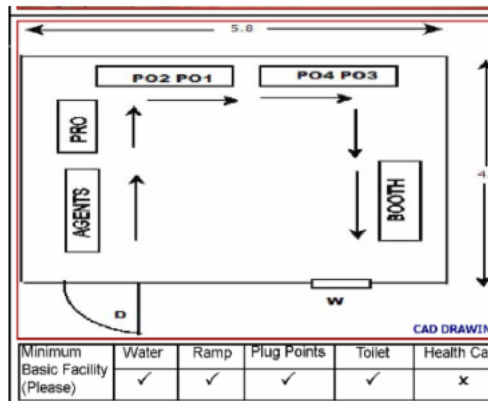 5.8
PO2 PO1
PO4 PO3
PRO
4.
AGENTS
BOOTH
D
W
CAD DRAWIN
Minimum Basic Facility (Please) Water Ramp Plug Points Toilet Health Ca
✓ ✓ ✓ ✓ x